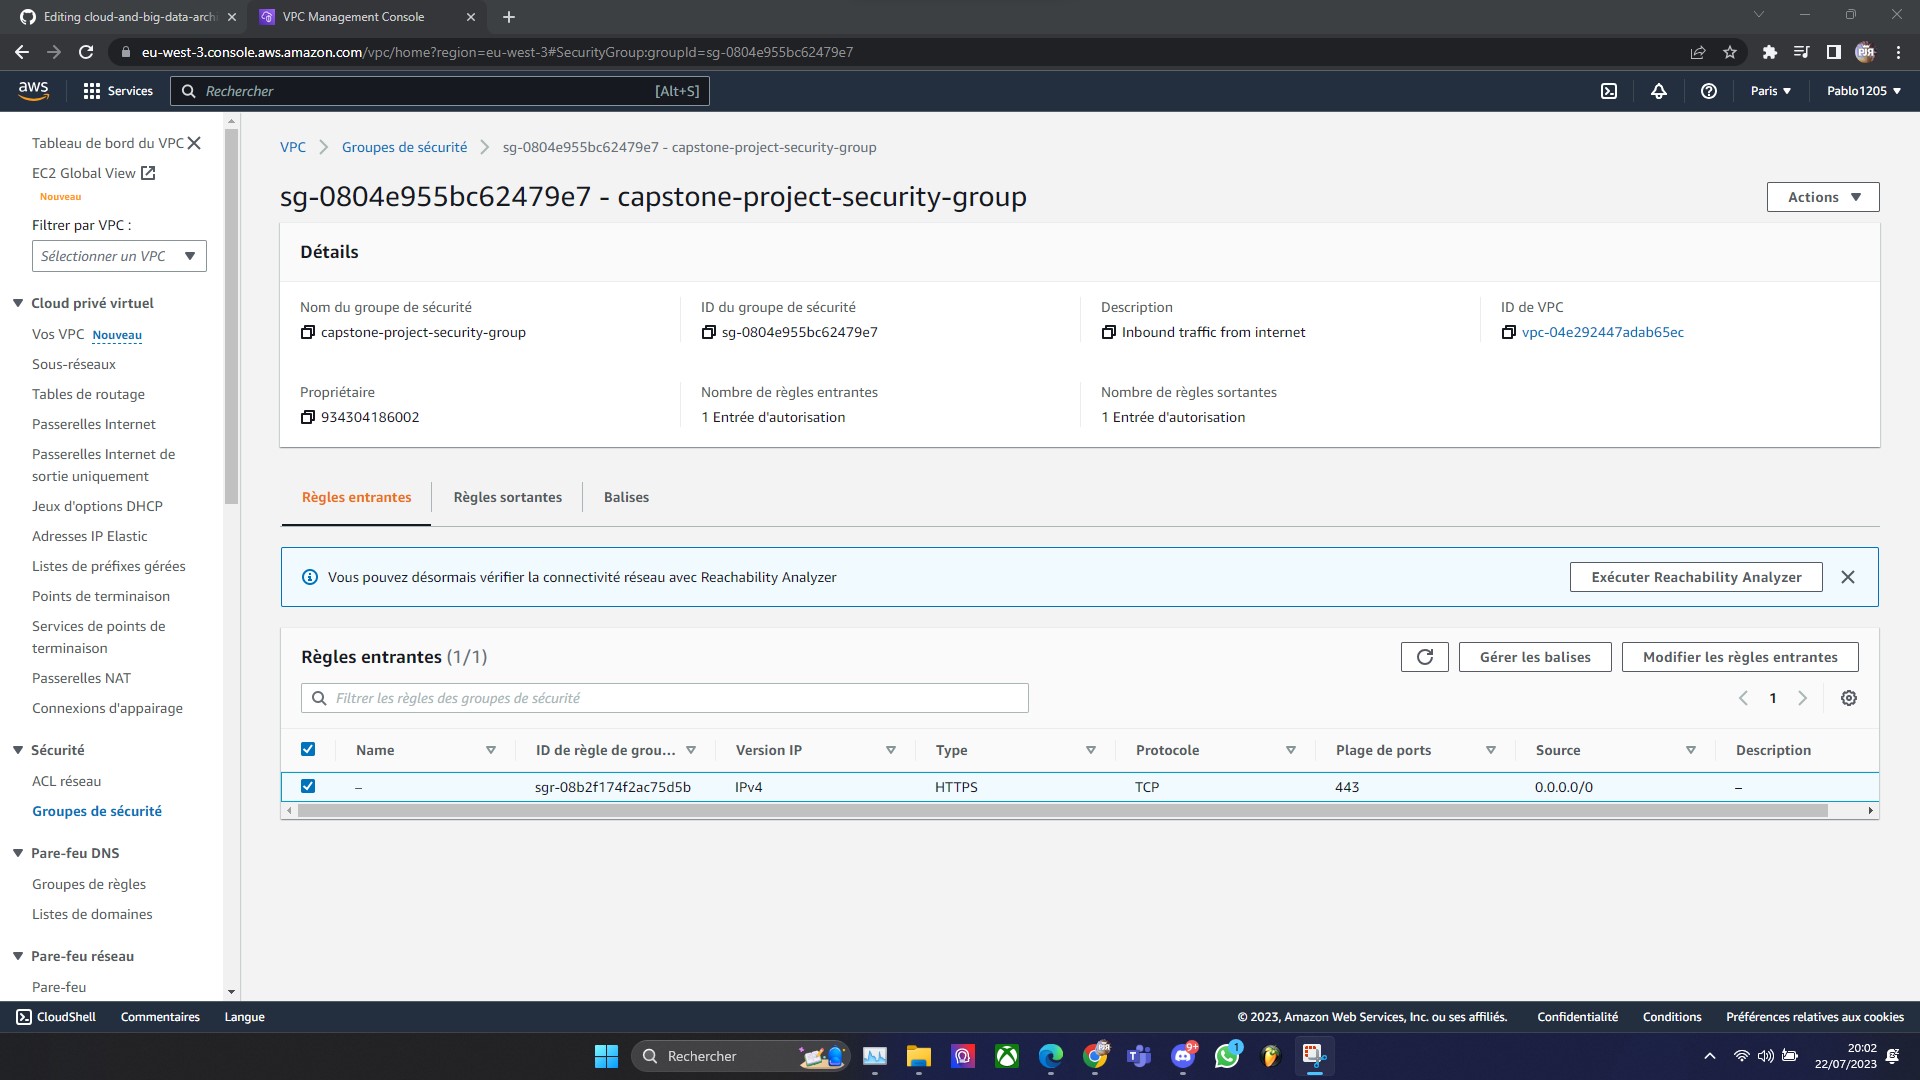 Editing cloud-and-big-data-archi
VPC Management Console
eu-west-3.console.aws.amazon.com/vpc/home?region=eu-west-3#SecurityGroup:groupId=sg-0804e955bc62479e7
aws
Services
Rechercher
[Alt+S]
Paris
Pablo1205
Tableau de bord du VPC
EC2 Global View
Nouveau
Filtrer par VPC :
Sélectionner un VPC
Cloud privé virtuel
Vos VPC Nouveau
Sous-réseaux
Tables de routage
Passerelles Internet
Passerelles Internet de
sortie uniquement
Jeux d'options DHCP
Adresses IP Elastic
Listes de préfixes gérées
Points de terminaison
Services de points de
terminaison
Passerelles NAT
Connexions d'appairage
Sécurité
ACL réseau
Groupes de sécurité
Pare-feu DNS
Groupes de règles
Listes de domaines
Pare-feu réseau
Pare-feu
VPC
Groupes de sécurité
sg-0804e955bc62479e7 - capstone-project-security-group
sg-0804e955bc62479e7 - capstone-project-security-group
Actions
Détails
Nom du groupe de sécurité
capstone-project-security-group
ID du groupe de sécurité
sg-0804e955bc62479e7
Description
Inbound traffic from internet
ID de VPC
vpc-04e292447adab65ec
Propriétaire
934304186002
Nombre de règles entrantes
1 Entrée d'autorisation
Nombre de règles sortantes
1 Entrée d'autorisation
Règles entrantes
Règles sortantes
Balises
Vous pouvez désormais vérifier la connectivité réseau avec Reachability Analyzer
Exécuter Reachability Analyzer
Règles entrantes (1/1)
Gérer les balises
Modifier les règles entrantes
Filtrer les règles des groupes de sécurité
1
Name ID de règle de grou... Version IP Type Protocole Plage de ports Source Description
– sgr-08b2f174f2ac75d5b IPv4 HTTPS TCP 443 0.0.0.0/0 –
CloudShell
Commentaires
Langue
© 2023, Amazon Web Services, Inc. ou ses affiliés.
Confidentialité
Conditions
Préférences relatives aux cookies
Rechercher
9+
1
20:02
22/07/2023